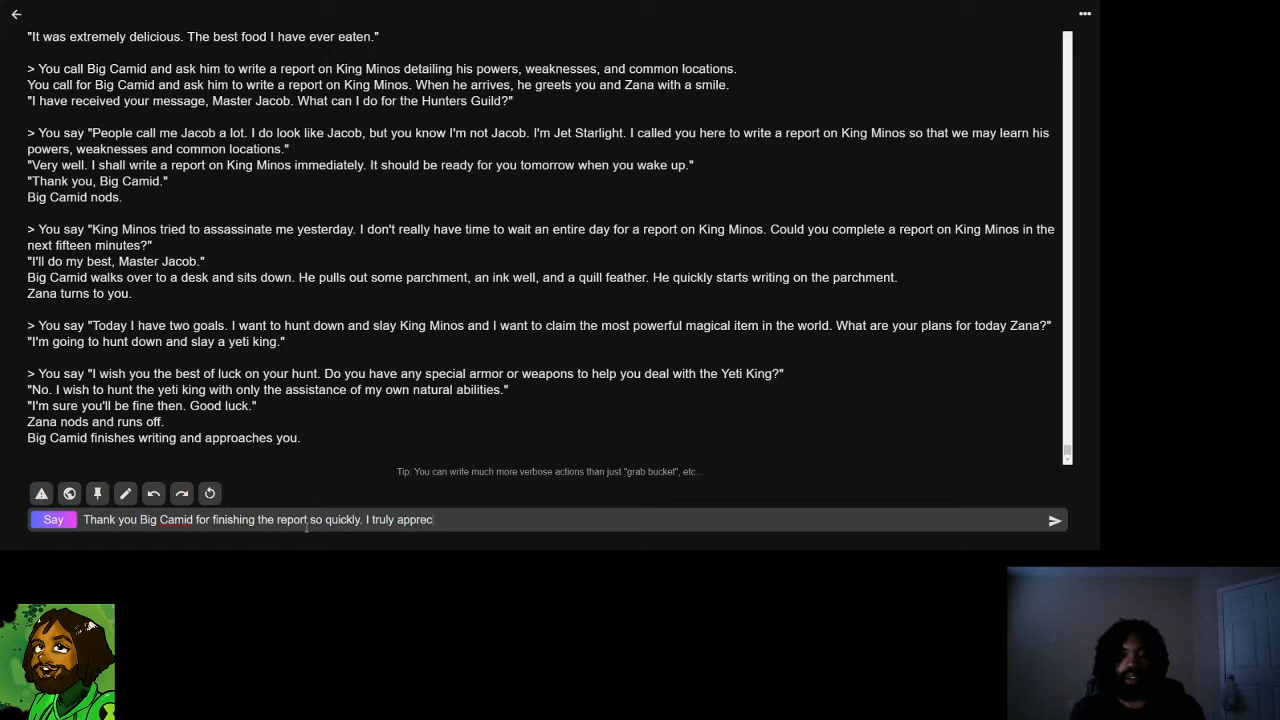 "It was extremely delicious. The best food I have ever eaten."
> You call Big Camid and ask him to write a report on King Minos detailing his powers, weaknesses, and common locations.
You call for Big Camid and ask him to write a report on King Minos. When he arrives, he greets you and Zana with a smile.
"I have received your message, Master Jacob. What can I do for the Hunters Guild?"
> You say "People call me Jacob a lot. I do look like Jacob, but you know I'm not Jacob. I'm Jet Starlight. I called you here to write a report on King Minos so that we may learn his
powers, weaknesses and common locations."
"Very well. I shall write a report on King Minos immediately. It should be ready for you tomorrow when you wake up."
"Thank you, Big Camid."
Big Camid nods.
> You say "King Minos tried to assassinate me yesterday. I don't really have time to wait an entire day for a report on King Minos. Could you complete a report on King Minos in the
next fifteen minutes?"
"I'll do my best, Master Jacob."
Big Camid walks over to a desk and sits down. He pulls out some parchment, an ink well, and a quill feather. He quickly starts writing on the parchment.
Zana turns to you.
> You say "Today I have two goals. I want to hunt down and slay King Minos and I want to claim the most powerful magical item in the world. What are your plans for today Zana?"
"I'm going to hunt down and slay a yeti king."
> You say "I wish you the best of luck on your hunt. Do you have any special armor or weapons to help you deal with the Yeti King?"
"No. I wish to hunt the yeti king with only the assistance of my own natural abilities."
"I'm sure you'll be fine then. Good luck."
Zana nods and runs off.
Big Camid finishes writing and approaches you.
Tip: You can write much more verbose actions than just "grab bucket", etc...
Say Thank you Big Camid for finishing the report so quickly. I truly apprec